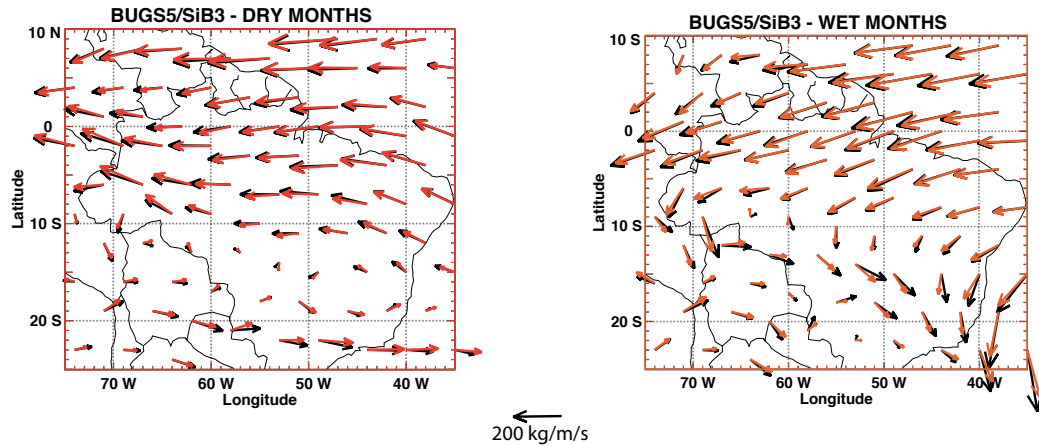 BUGS5/SiB3 - DRY MONTHS
10 N
0
10 S
20 S
Latitude
70 W 60 W 50 W 40 W
Longitude
BUGS5/SiB3 - WET MONTHS
10 S
0
10 S
20 S
Latitude
70 W 60 W 50 W 40 W
Longitude
200 kg/m/s